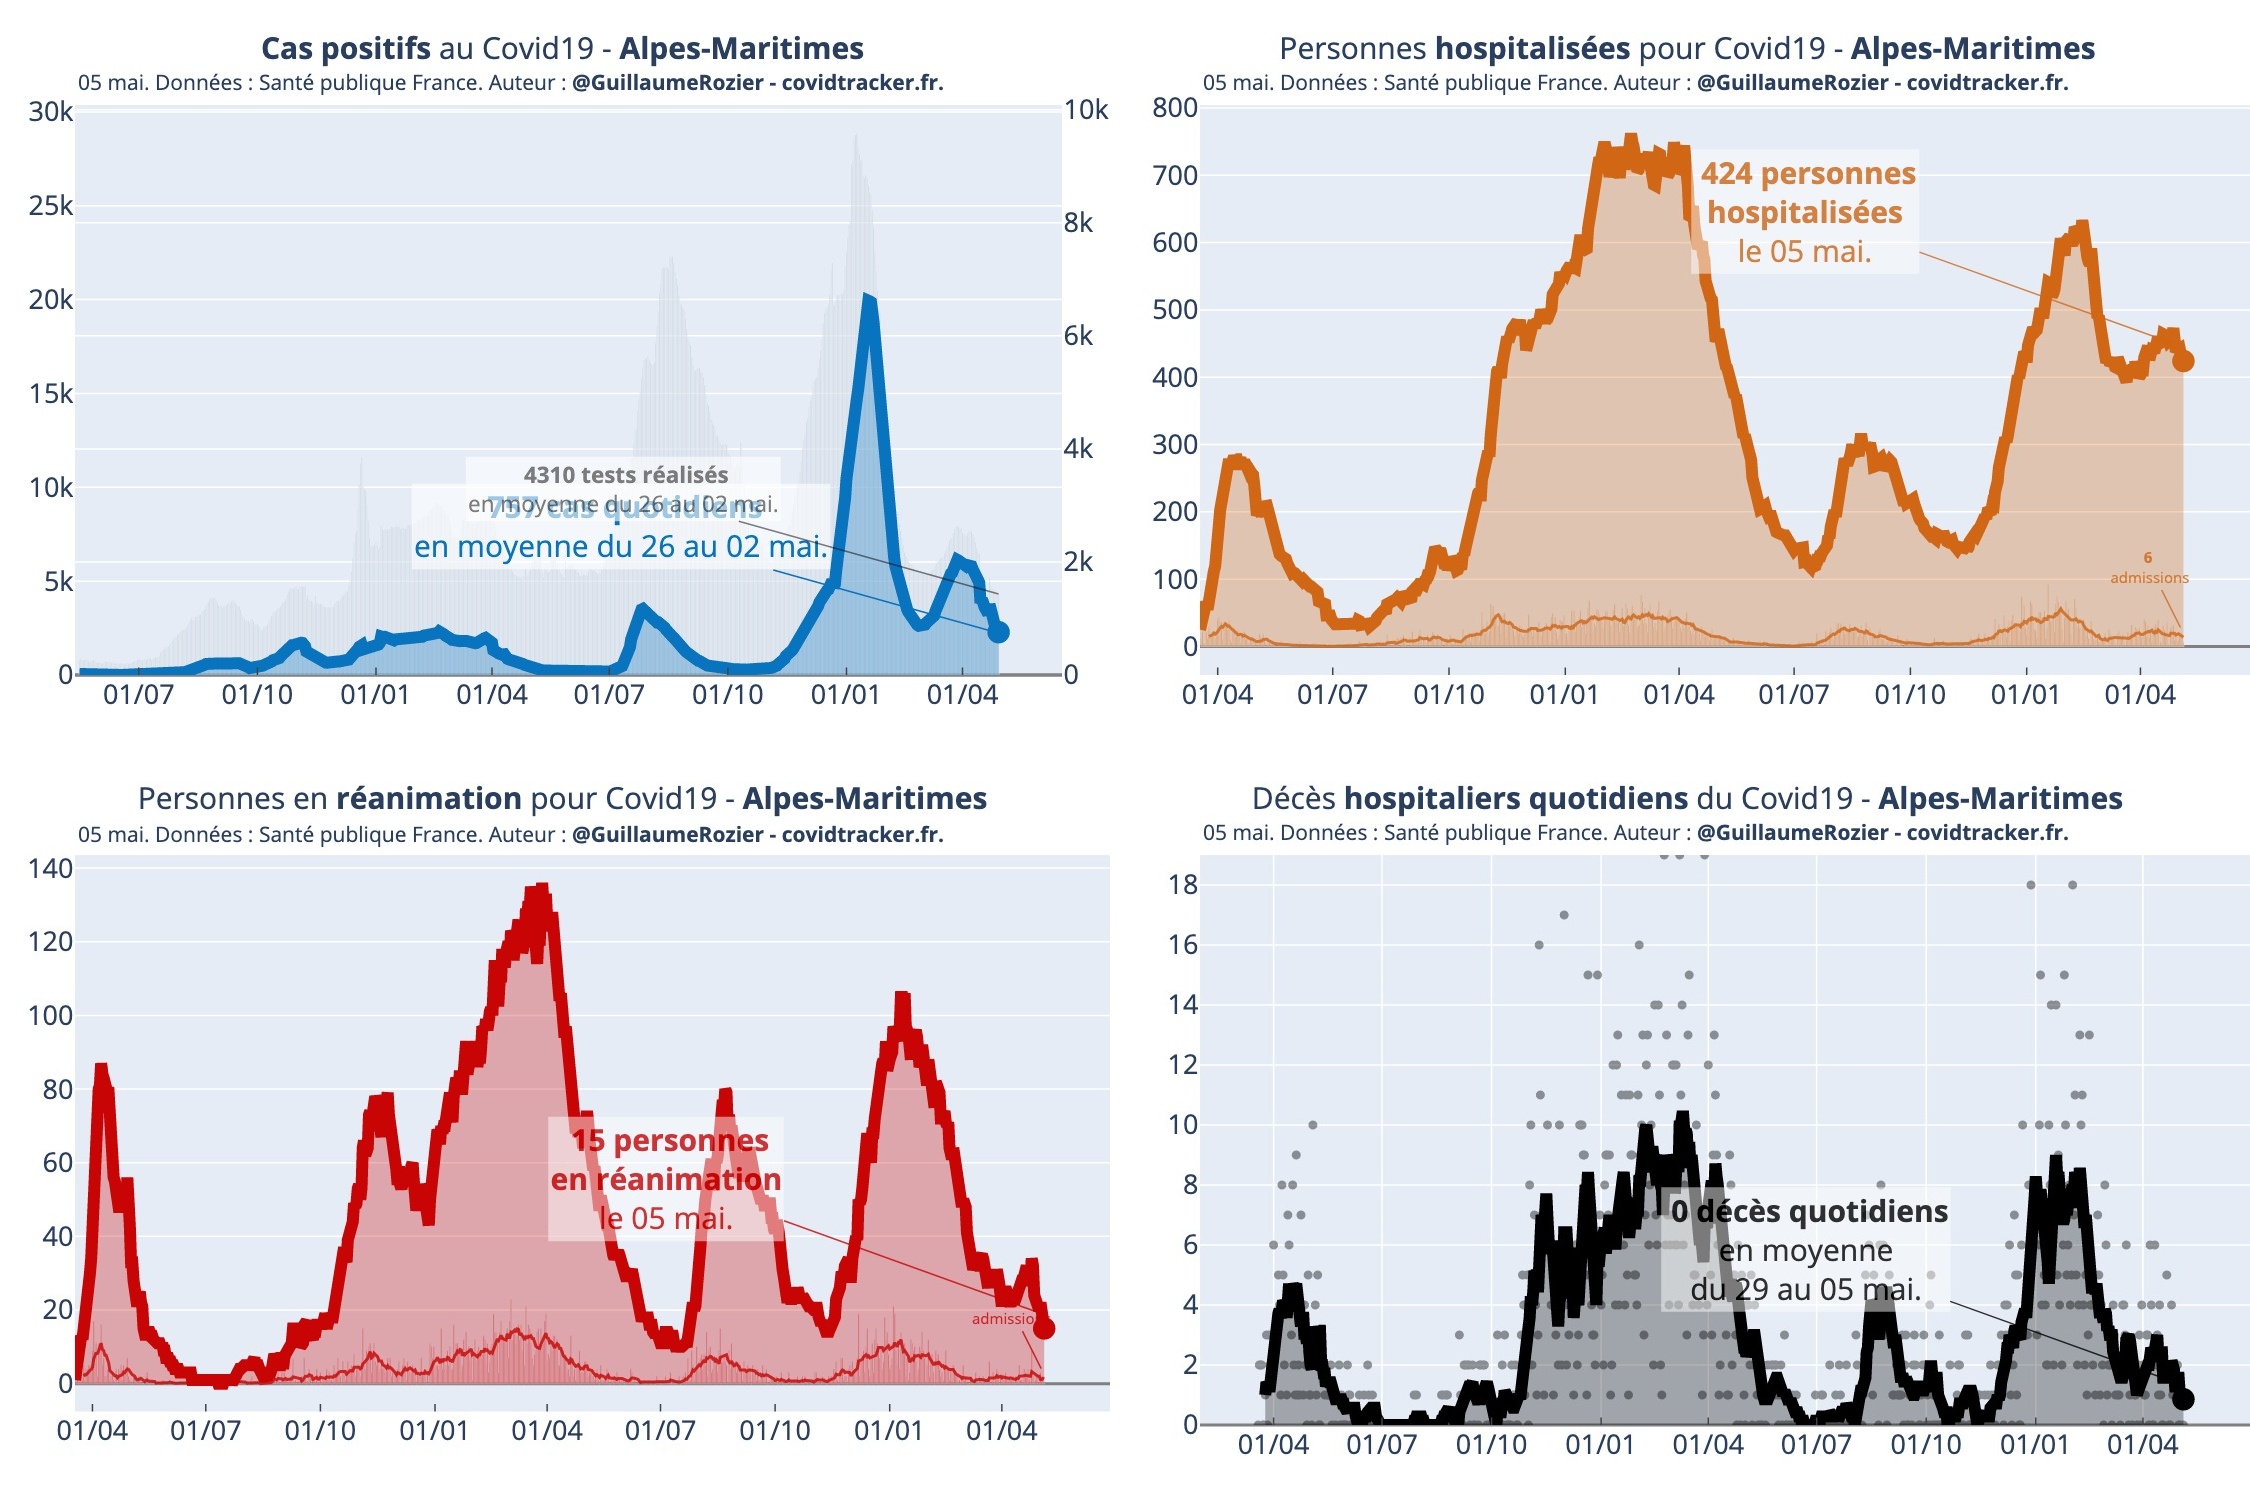 Cas positifs au Covid19 - Alpes-Maritimes
05 mai. Données : Santé publique France. Auteur : @GuillaumeRozier - covidtracker.fr.
30k
25k
20k
15k
10k
5k
0
10k
8k
6k
4k
2k
0
4310 tests réalisés
en moyenne du 26 au 02 mai.
757 cas quotidiens
en moyenne du 26 au 02 mai.
01/07 01/10 01/01 01/04 01/07 01/10 01/01 01/04
Personnes hospitalisées pour Covid19 - Alpes-Maritimes
05 mai. Données : Santé publique France. Auteur : @GuillaumeRozier - covidtracker.fr.
800
700
600
500
400
300
200
100
0
424 personnes
hospitalisées
le 05 mai.
6
admissions
01/04 01/07 01/10 01/01 01/04 01/07 01/10 01/01 01/04
Personnes en réanimation pour Covid19 - Alpes-Maritimes
05 mai. Données : Santé publique France. Auteur : @GuillaumeRozier - covidtracker.fr.
140
120
100
80
60
40
20
0
15 personnes
en réanimation
le 05 mai.
admissio
01/04 01/07 01/10 01/01 01/04 01/07 01/10 01/01 01/04
Décès hospitaliers quotidiens du Covid19 - Alpes-Maritimes
05 mai. Données : Santé publique France. Auteur : @GuillaumeRozier - covidtracker.fr.
18
16
14
12
10
8
6
4
2
0
0 décès quotidiens
en moyenne
du 29 au 05 mai.
01/04 01/07 01/10 01/01 01/04 01/07 01/10 01/01 01/04